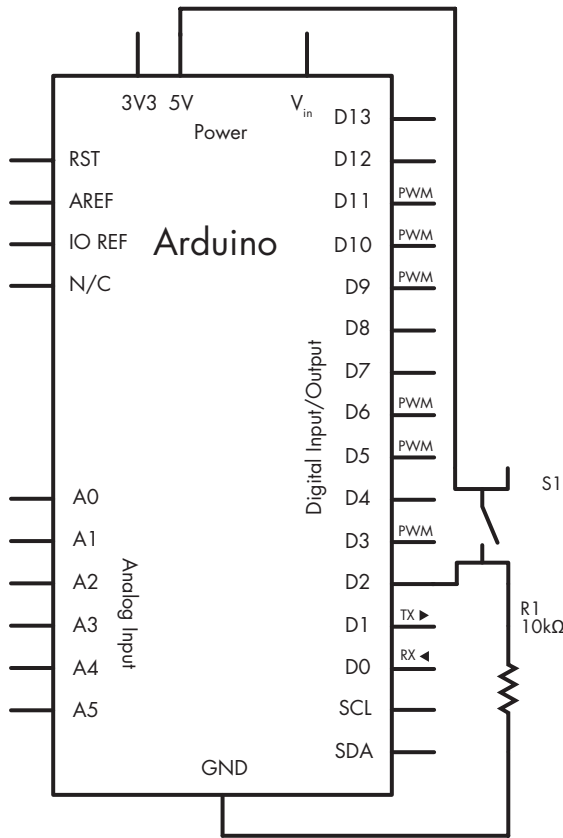 3V3 5V Vin
Power
Arduino
RST
AREF
IO REF
N/C
A0
A1
A2
A3
A4
A5
Analog Input
D13
D12
D11 PWM
D10 PWM
D9 PWM
D8
D7
D6 PWM
D5 PWM
D4
D3 PWM
D2
D1 TX ►
D0 RX ◄
SCL
SDA
Digital Input/Output
GND
S1
R1
10kΩ